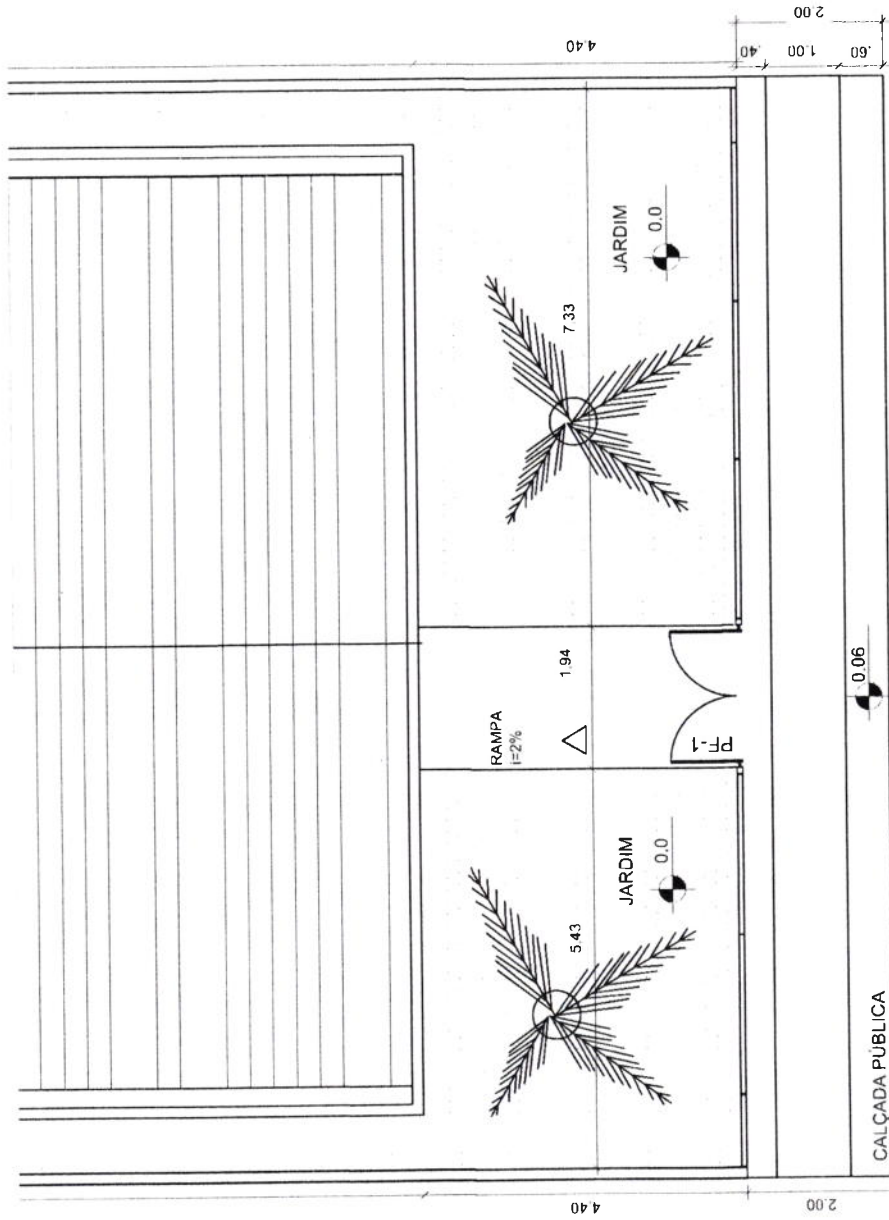 4.40
.40
1.00
.60
2.00
JARDIM
0.0
7.33
RAMPA
i=2%
1.94
PF-1
0.06
JARDIM
0.0
5.43
CALÇADA PÚBLICA
4.40
2.00